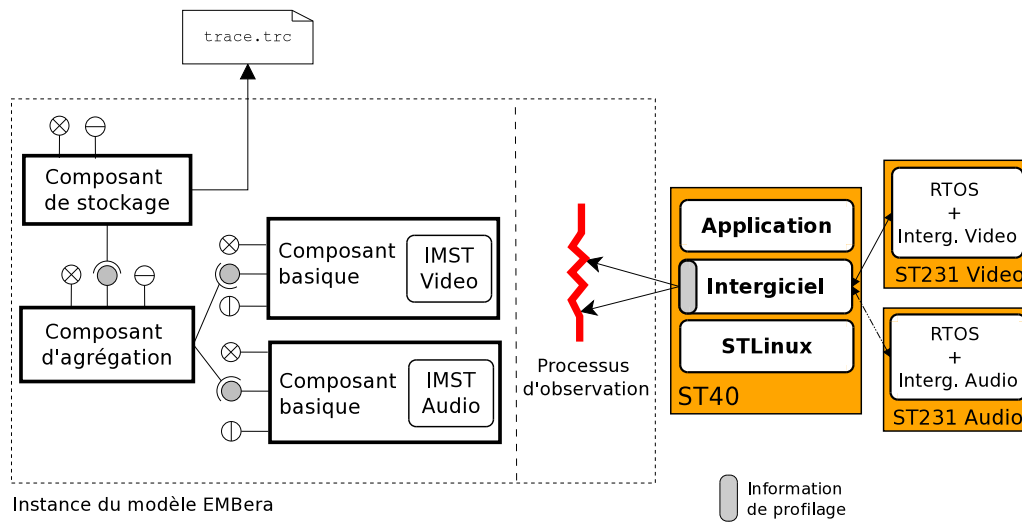 trace.trc
Composant
de stockage
Composant
d'agrégation
Composant
basique
IMST
Video
Composant
basique
IMST
Audio
Processus
d'observation
Application
Intergiciel
STLinux
ST40
RTOS
+
Interg. Video
ST231 Video
RTOS
+
Interg. Audio
ST231 Audio
Instance du modèle EMBera
Information
de profilage